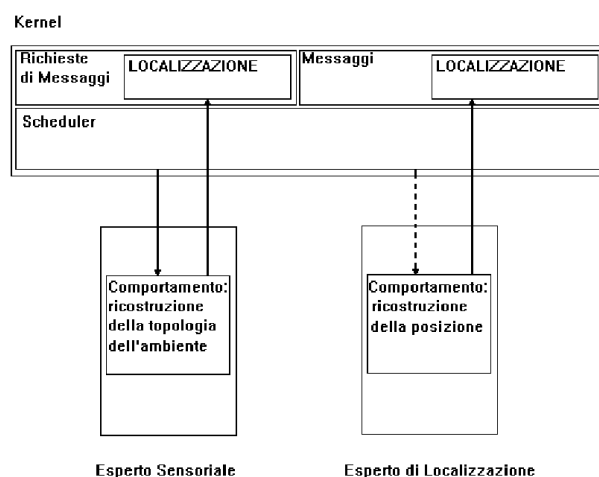 Kernel
Richieste
di Messaggi
LOCALIZZAZIONE
Messaggi
LOCALIZZAZIONE
Scheduler
Comportamento:
ricostruzione
della topologia
dell'ambiente
Comportamento:
ricostruzione
della posizione
Esperto Sensoriale
Esperto di Localizzazione